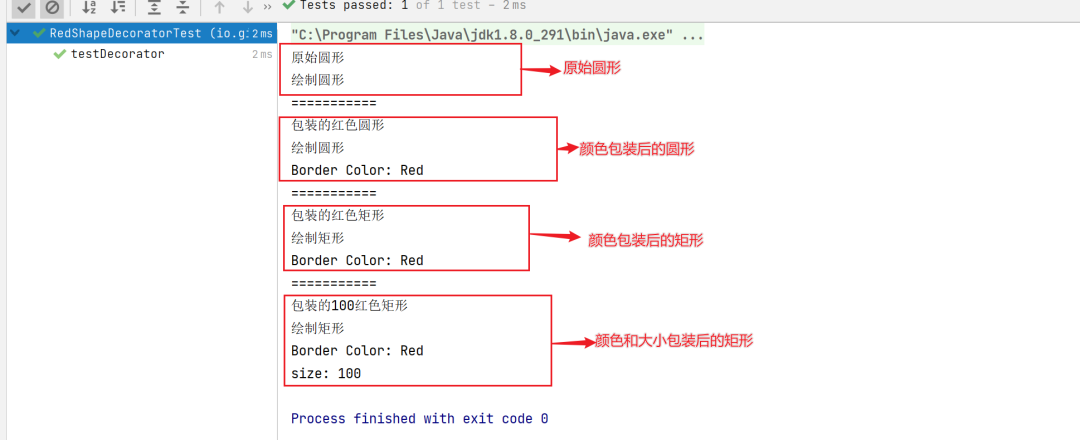 Tests passed: 1 of 1 test – 2 ms
RedShapeDecoratorTest (io.g: 2 ms
testDecorator 2 ms
"C:\Program Files\Java\jdk1.8.0_291\bin\java.exe" ...
原始圆形
绘制圆形
原始圆形
===========
包装的红色圆形
绘制圆形
颜色包装后的圆形
Border Color: Red
===========
包装的红色矩形
绘制矩形
颜色包装后的矩形
Border Color: Red
===========
包装的100红色矩形
绘制矩形
颜色和大小包装后的矩形
Border Color: Red
size: 100
Process finished with exit code 0